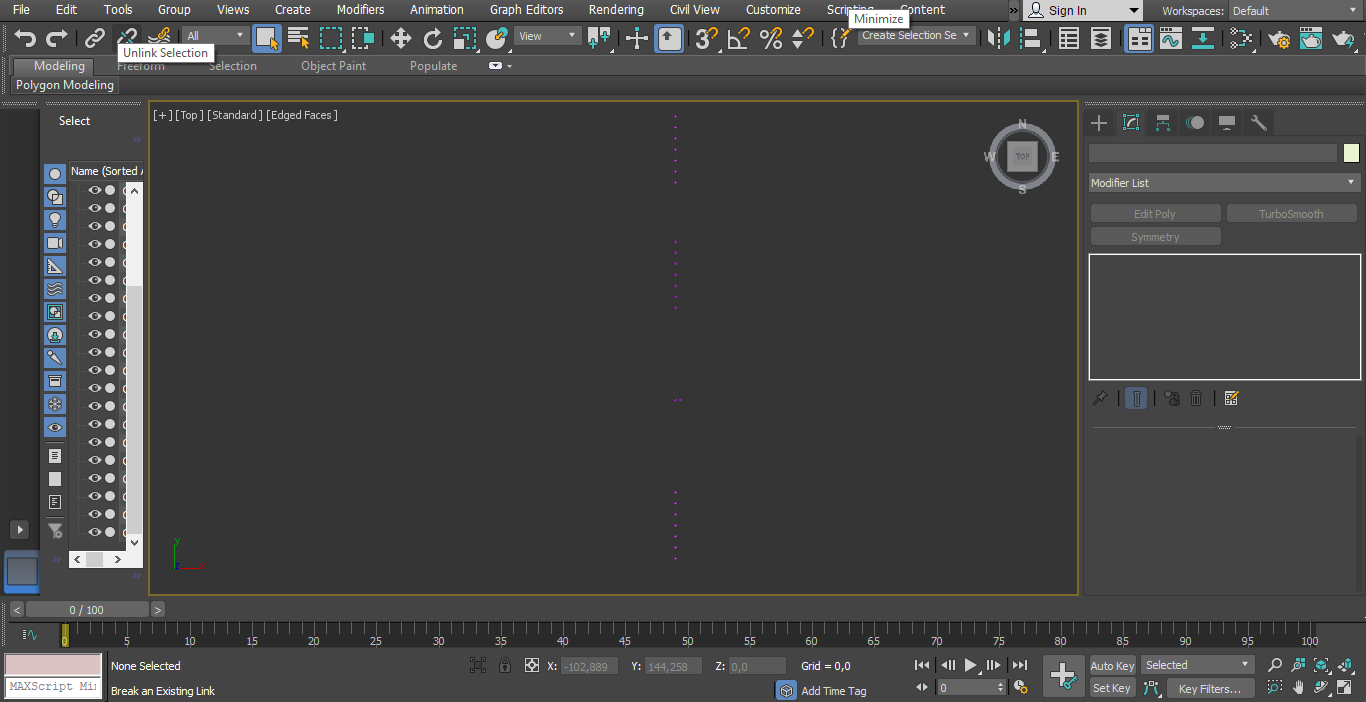 File Edit Tools Group Views Create Modifiers Animation Graph Editors Rendering Civil View Customize Scripting Content » Sign In Workspaces: Default
Minimize
All View Create Selection Se
Unlink Selection
Modeling Freeform Selection Object Paint Populate
Polygon Modeling
Select
[+] [Top] [Standard] [Edged Faces]
N
W TOP E
S
Name (Sorted
Modifier List
Edit Poly TurboSmooth
Symmetry
y
< 0 / 100 >
0 5 10 15 20 25 30 35 40 45 50 55 60 65 70 75 80 85 90 95 100
None Selected X: -102,889 Y: 144,258 Z: 0,0 Grid = 0,0 Auto Key Selected
MAXScript Mi
Break an Existing Link Add Time Tag 0 Set Key Key Filters...